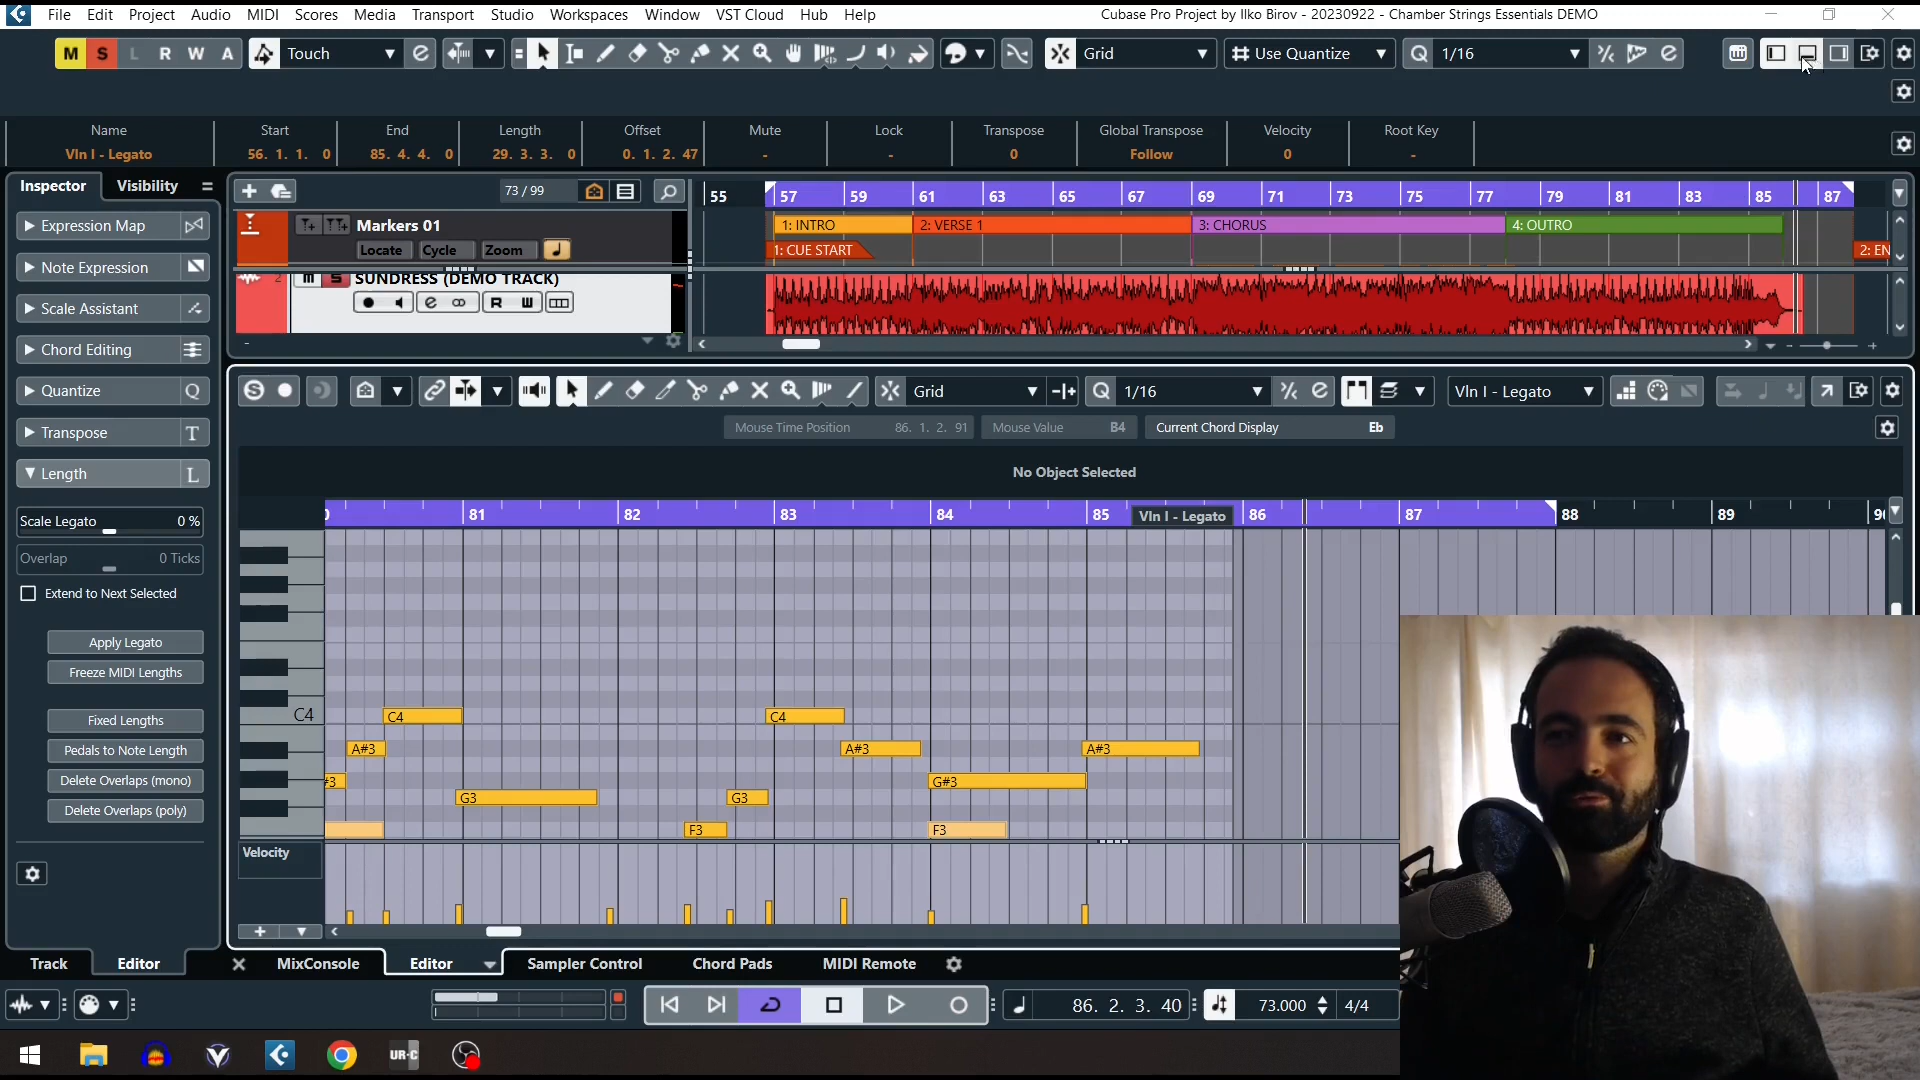 File Edit Project Audio MIDI Scores Media Transport Studio Workspaces Window VST Cloud Hub Help
Cubase Pro Project by Ilko Birov - 20230922 - Chamber Strings Essentials DEMO
M S L R W A Touch Grid Use Quantize Q 1/16
Name Start End Length Offset Mute Lock Transpose Global Transpose Velocity Root Key
Vln I - Legato 56. 1. 1. 0 85. 4. 4. 0 29. 3. 3. 0 0. 1. 2. 47 - - 0 Follow 0 -
Inspector Visibility
73 / 99
55 57 59 61 63 65 67 69 71 73 75 77 79 81 83 85 87
Expression Map
Note Expression
Scale Assistant
Chord Editing
Quantize Q
Transpose T
Length L
Scale Legato 0 %
Overlap 0 Ticks
Extend to Next Selected
Apply Legato
Freeze MIDI Lengths
Fixed Lengths
Pedals to Note Length
Delete Overlaps (mono)
Delete Overlaps (poly)
Markers 01
Locate Cycle Zoom
1: INTRO 2: VERSE 1 3: CHORUS 4: OUTRO
1: CUE START 2: EN
2 m S SUNDRESS (DEMO TRACK)
R W
Grid Q 1/16 Vln I - Legato
Mouse Time Position 86. 1. 2. 91 Mouse Value B4 Current Chord Display Eb
No Object Selected
81 82 83 84 85 Vln I - Legato 86 87 88 89
C4 C4 C4
A#3 A#3 A#3
#3 G#3
G3 G3
F3 F3
Velocity
Track Editor MixConsole Editor Sampler Control Chord Pads MIDI Remote
86. 2. 3. 40 73.000 4/4
UR-C